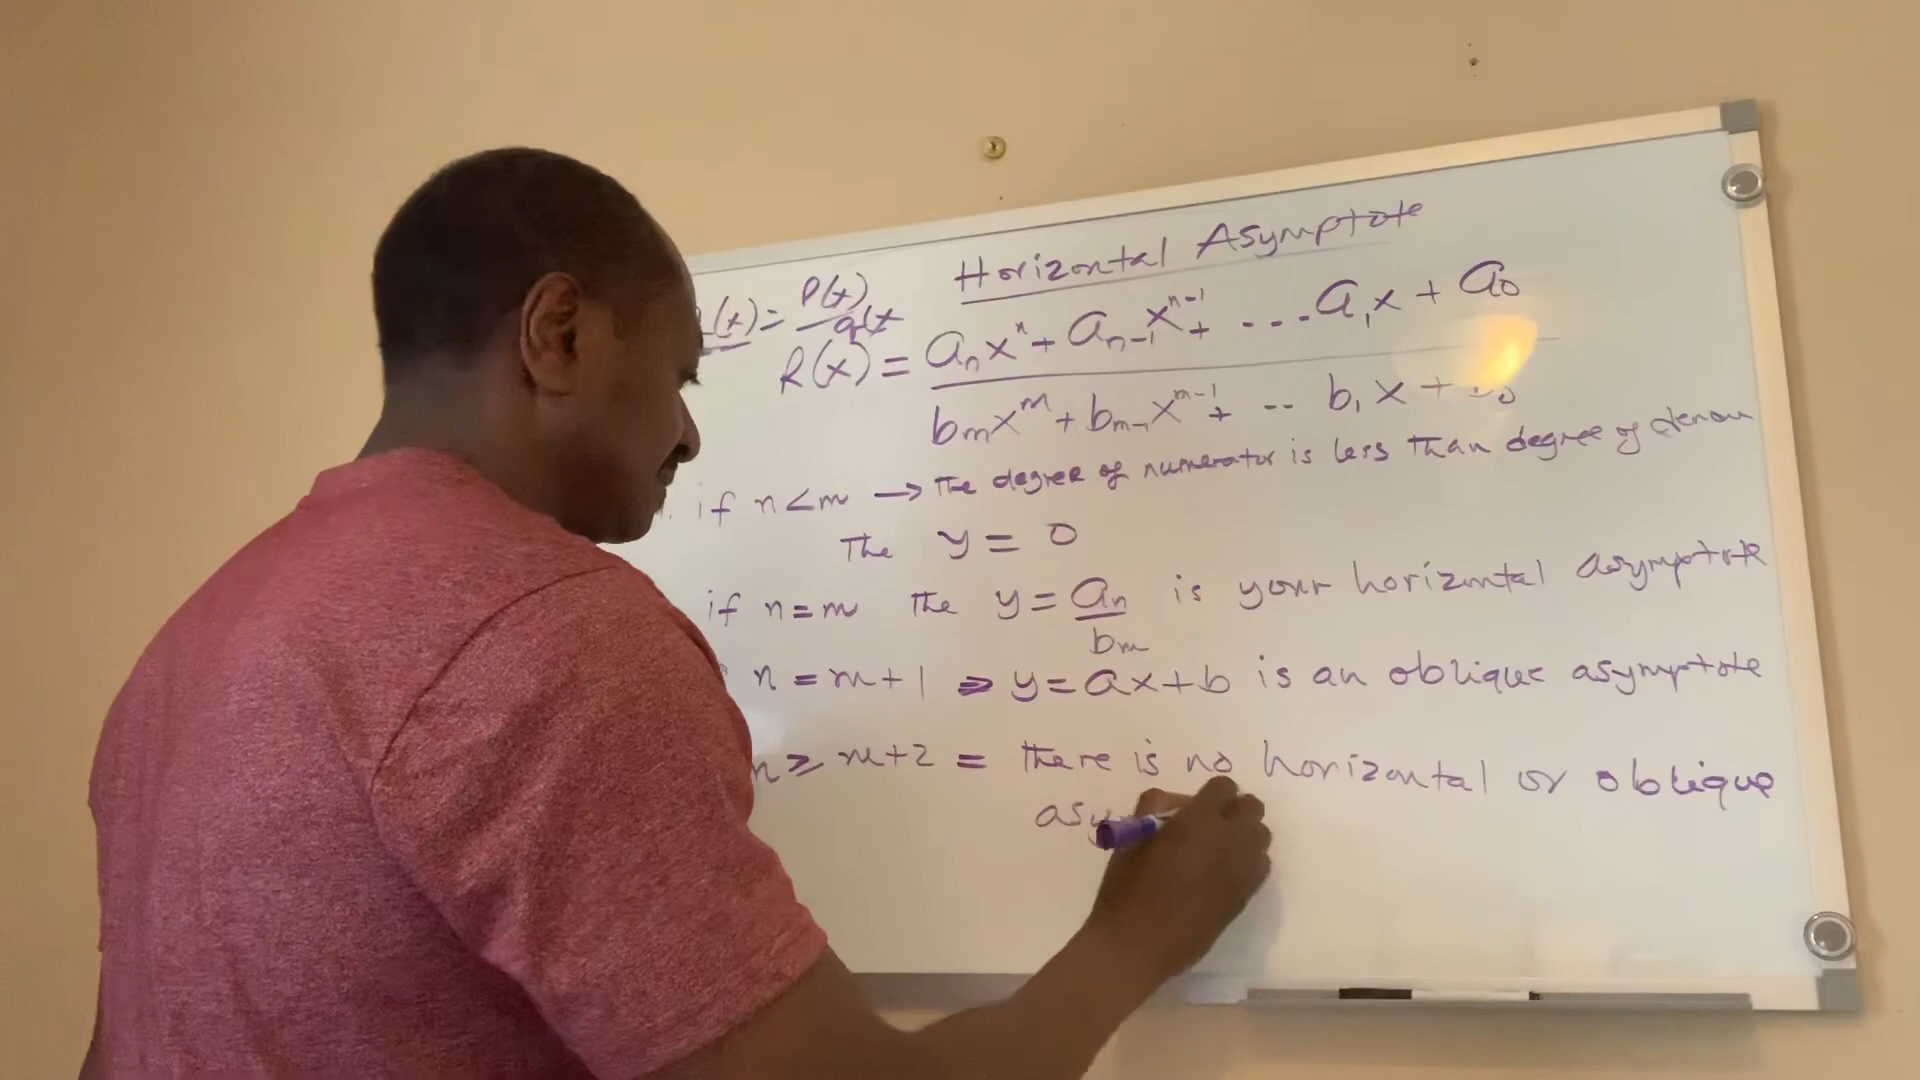 Horizontal Asymptote
(x) = P(x) / q(x
R(x) = aₙxⁿ + aₙ₋₁xⁿ⁻¹ + ... a₁x + a₀
bₘxᵐ + bₘ₋₁xᵐ⁻¹ + -- b₁x +
if n < m → The degree of numerator is less than degree of denom
The y = 0
if n = m the y = aₙ / bₘ is your horizontal asymptote
n = m + 1 ⇒ y = ax + b is an oblique asymptote
n ≥ m + 2 = there is no horizontal or oblique
asy